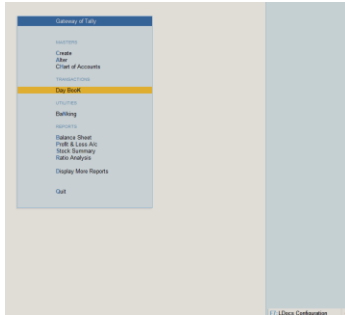 Gateway of Tally
MASTERS
Create
Alter
CHart of Accounts
TRANSACTIONS
Day BooK
UTILITIES
BaNking
REPORTS
Balance Sheet
Profit & Loss A/c
Stock Summary
Ratio Analysis
Display More Reports
Quit
Configuration